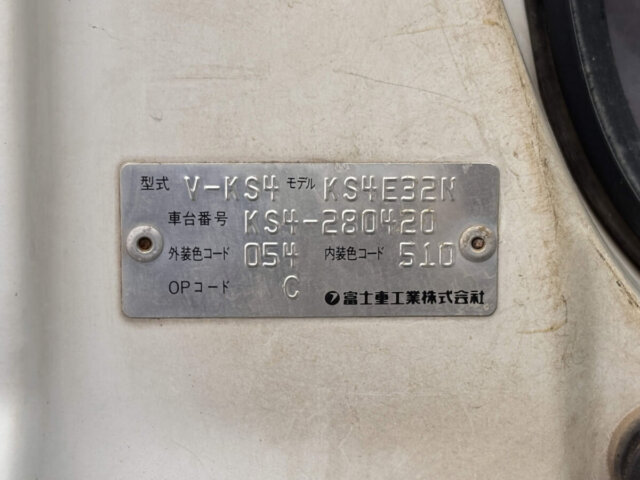 型式 V-KS4 モデル KS4E32N
車台番号 KS4-280420
外装色コード 054 内装色コード 510
OPコード C 富士重工業株式会社